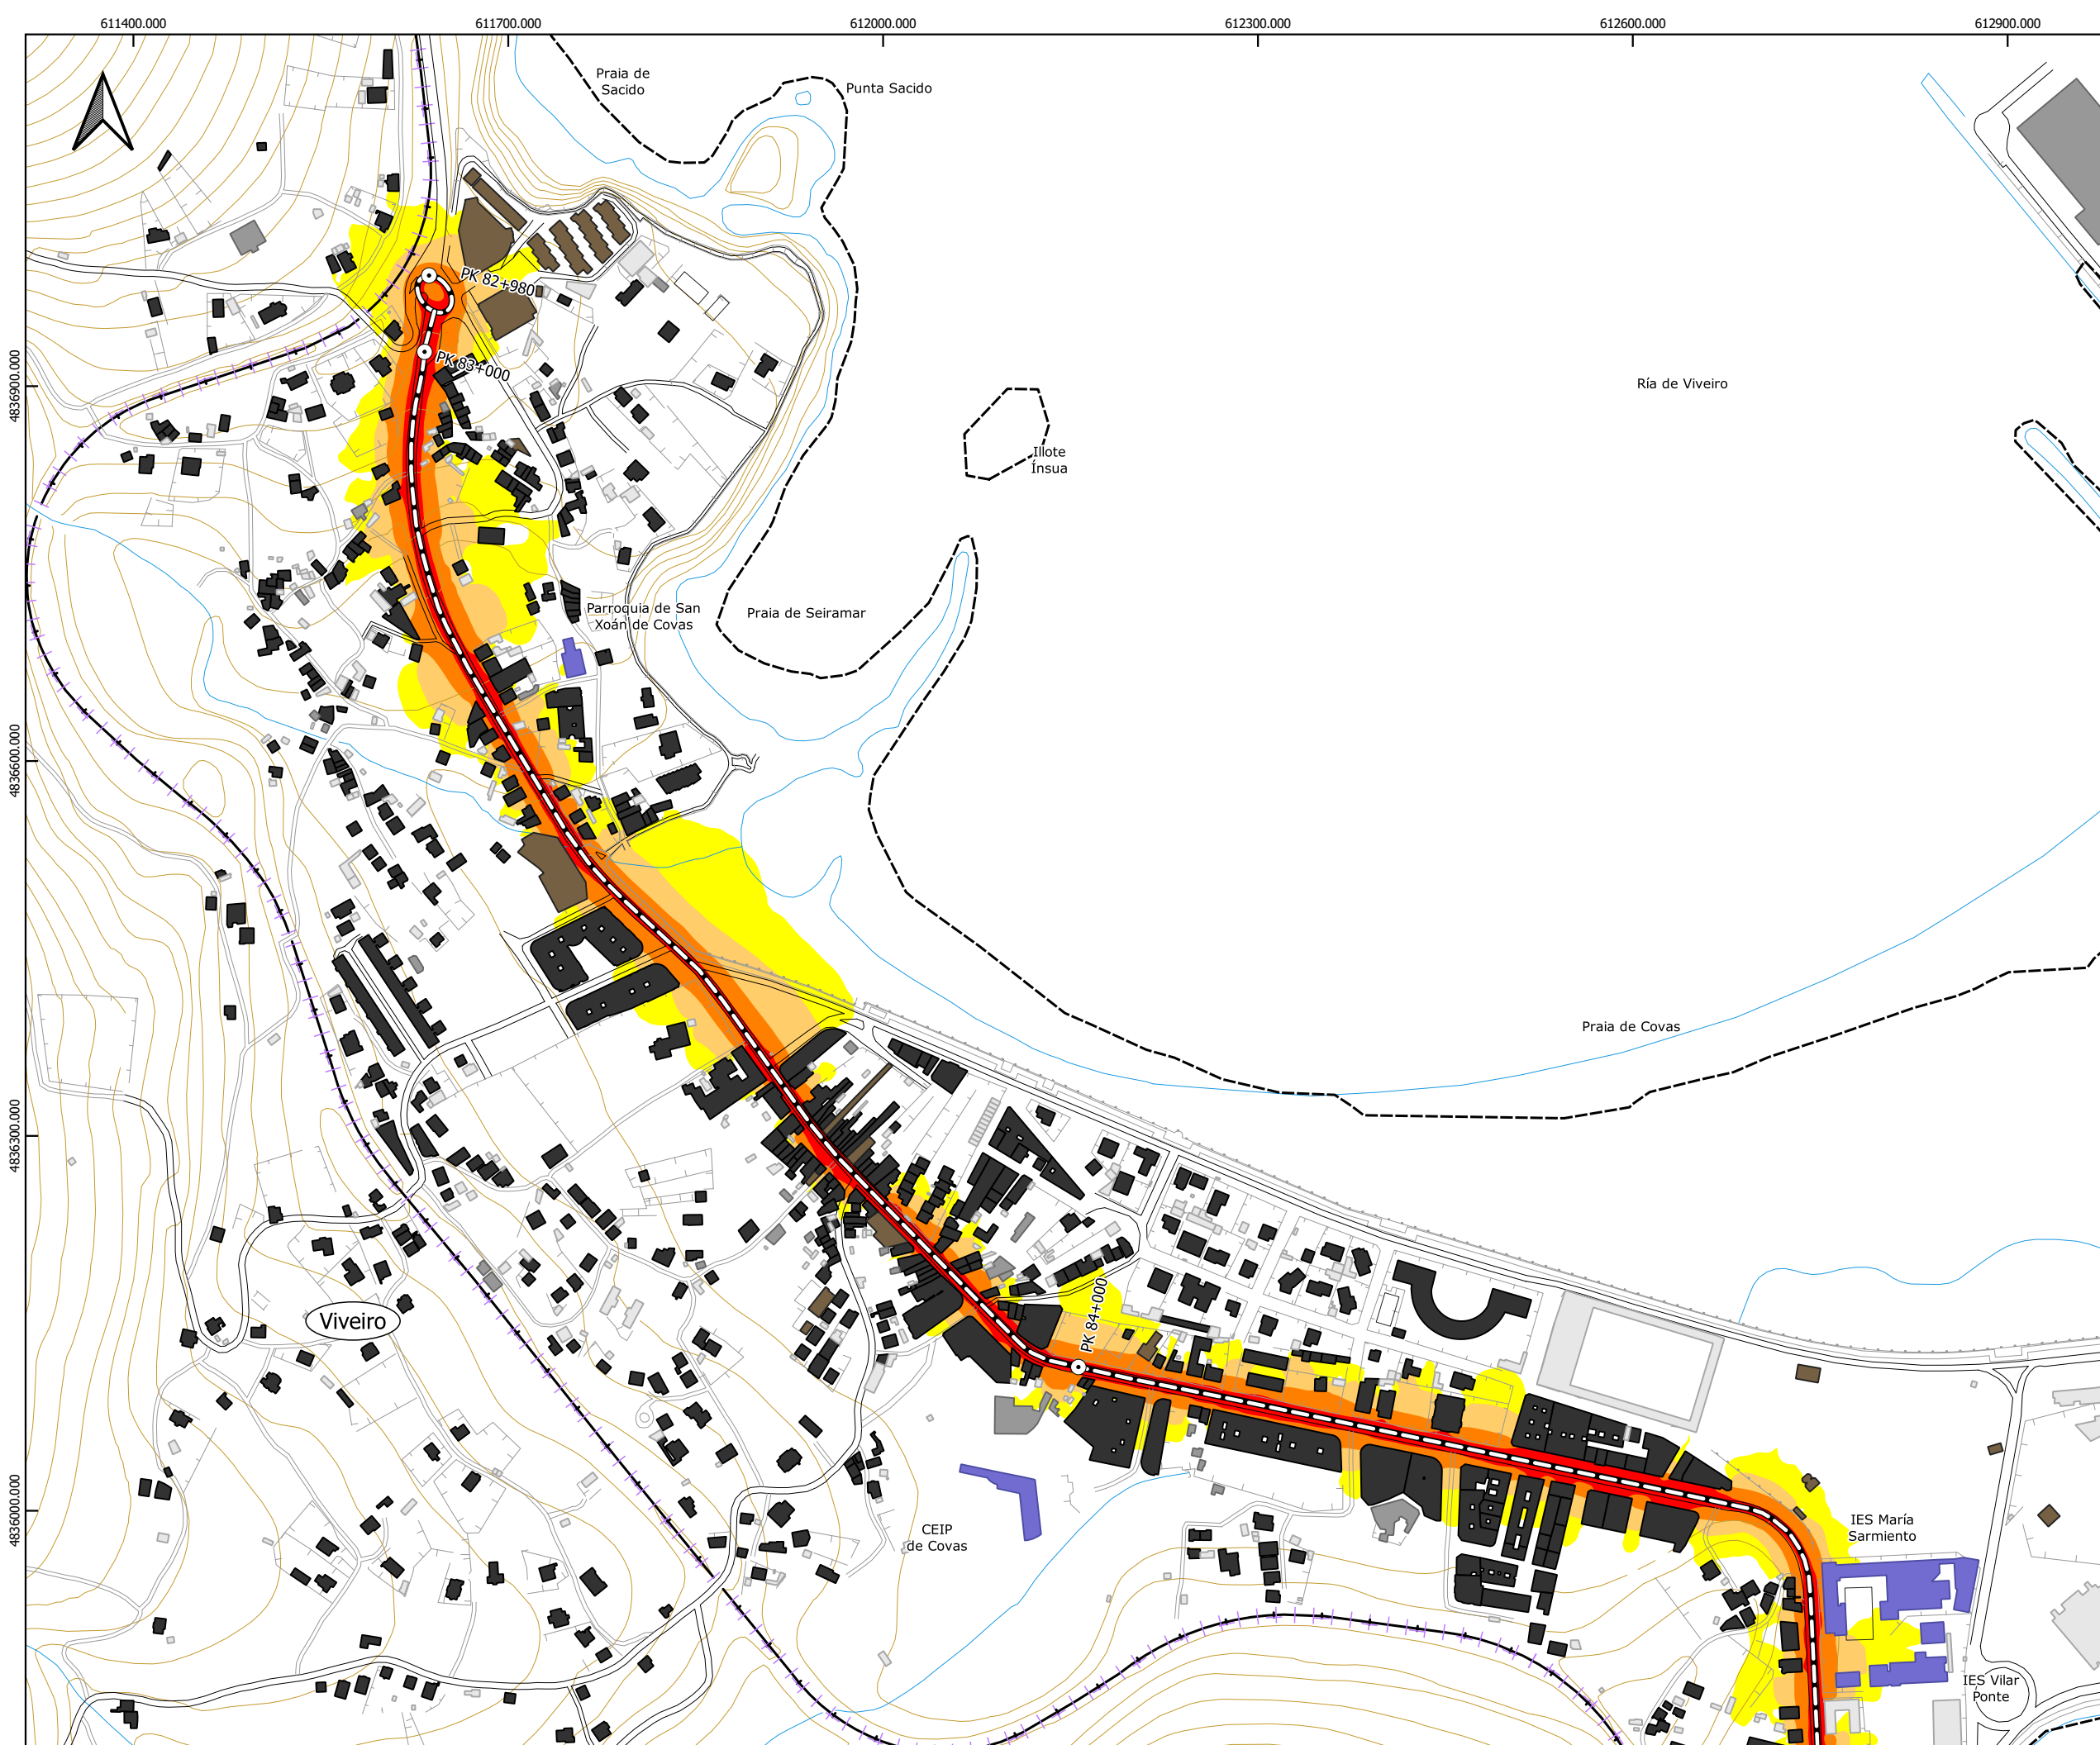 611400.000
611700.000
612000.000
612300.000
612600.000
612900.000
Praia de
Sacido
Punta Sacido
PK 82+980
PK 83+000
4836900.000
Ría de Viveiro
Illote
Ínsua
Parroquia de San
Xoán de Covas
Praia de Seiramar
4836600.000
Praia de Covas
4836300.000
Viveiro
PK 84+000
4836000.000
CEIP
de Covas
IES María
Sarmiento
IES Vilar
Ponte